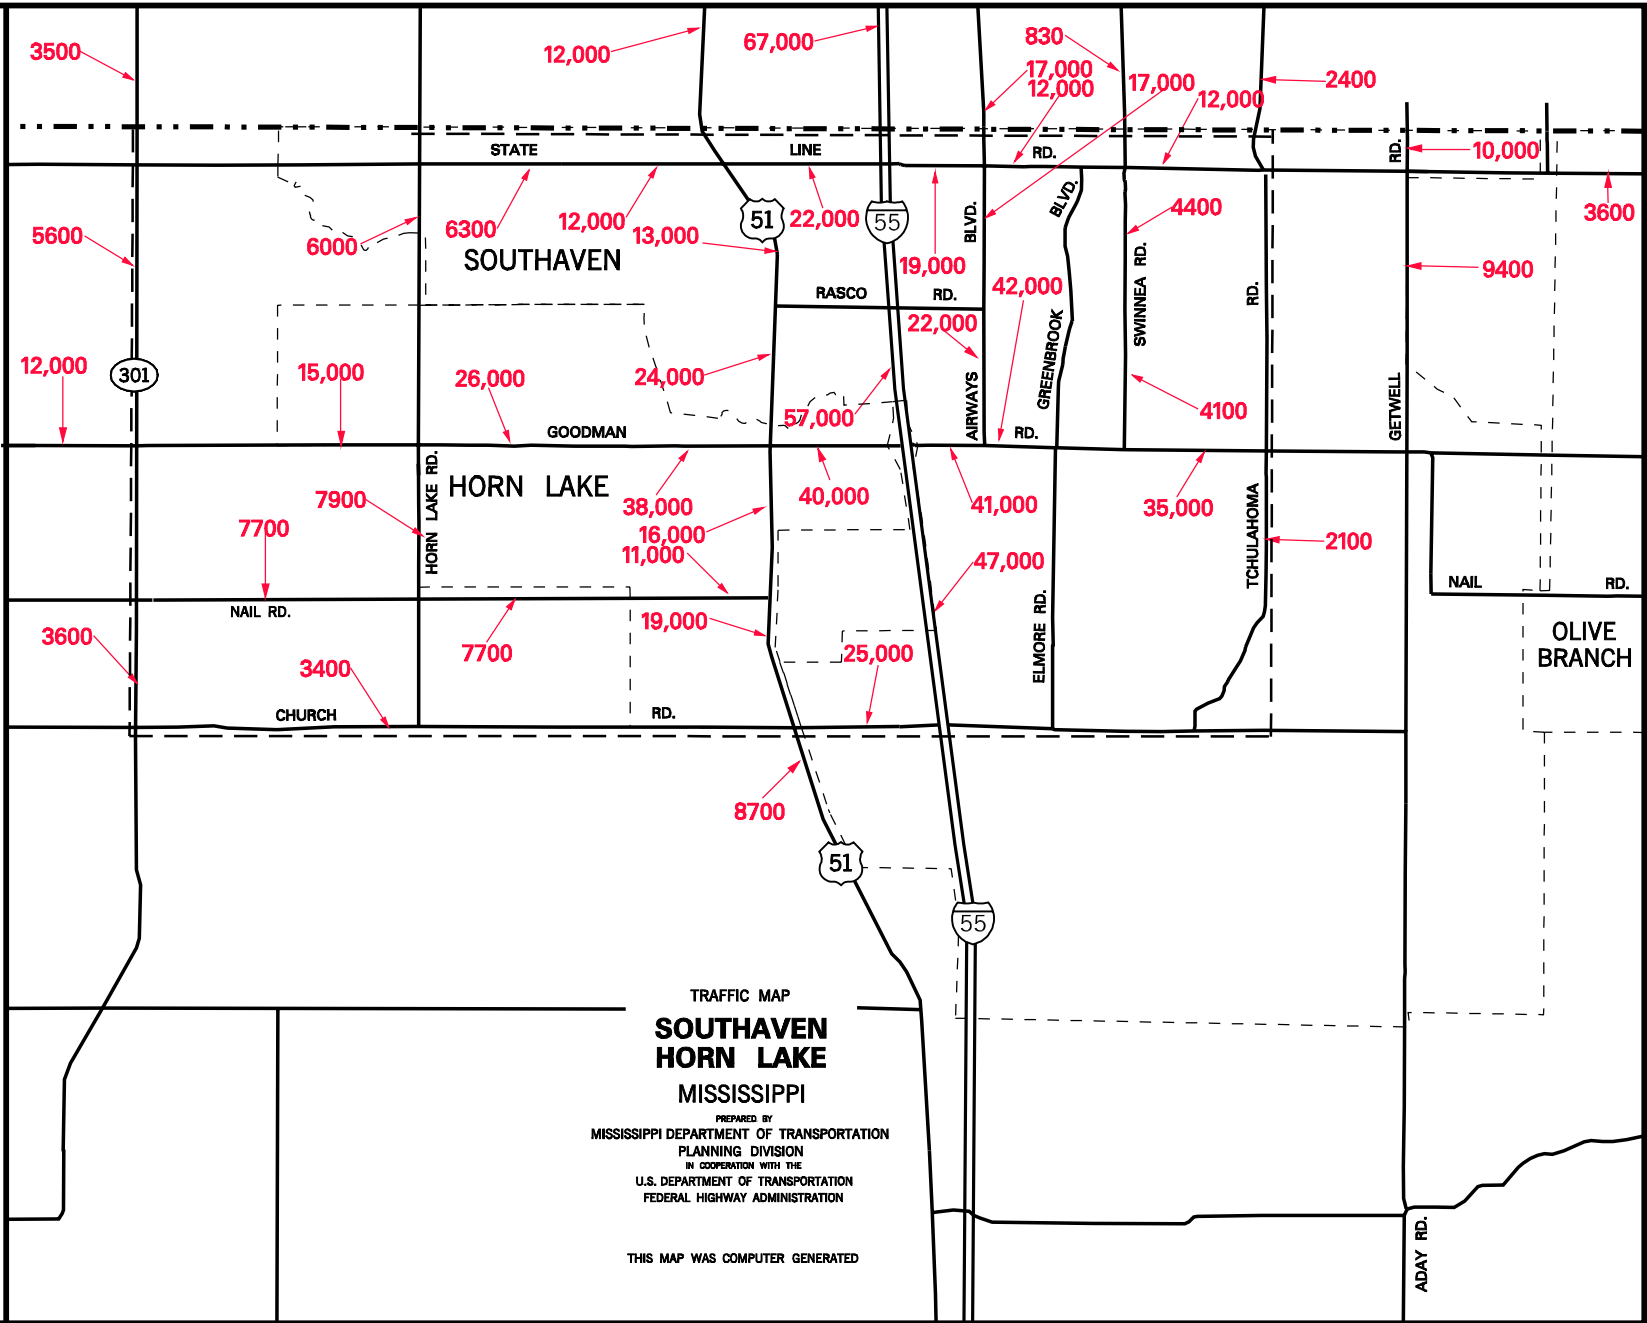 3500
12,000
67,000
830
17,000
12,000
17,000
12,000
2400
STATE LINE RD.
RD.
10,000
5600
6000
6300
12,000
13,000
51
22,000
55
19,000
BLVD.
BLVD.
4400
3600
SOUTHAVEN
RASCO RD.
42,000
SWINNEA RD.
RD.
9400
12,000
301
15,000
26,000
24,000
57,000
22,000
AIRWAYS
GREENBROOK
4100
GETWELL
GOODMAN RD.
HORN LAKE RD.
HORN LAKE
7900
7700
38,000
16,000
11,000
40,000
41,000
47,000
35,000
TCHULAHOMA
2100
NAIL RD.
NAIL RD.
3600
3400
7700
19,000
25,000
ELMORE RD.
OLIVE
BRANCH
CHURCH RD.
8700
51
55
TRAFFIC MAP
SOUTHAVEN
HORN LAKE
MISSISSIPPI
PREPARED BY
MISSISSIPPI DEPARTMENT OF TRANSPORTATION
PLANNING DIVISION
IN COOPERATION WITH THE
U.S. DEPARTMENT OF TRANSPORTATION
FEDERAL HIGHWAY ADMINISTRATION
THIS MAP WAS COMPUTER GENERATED
ADAY RD.